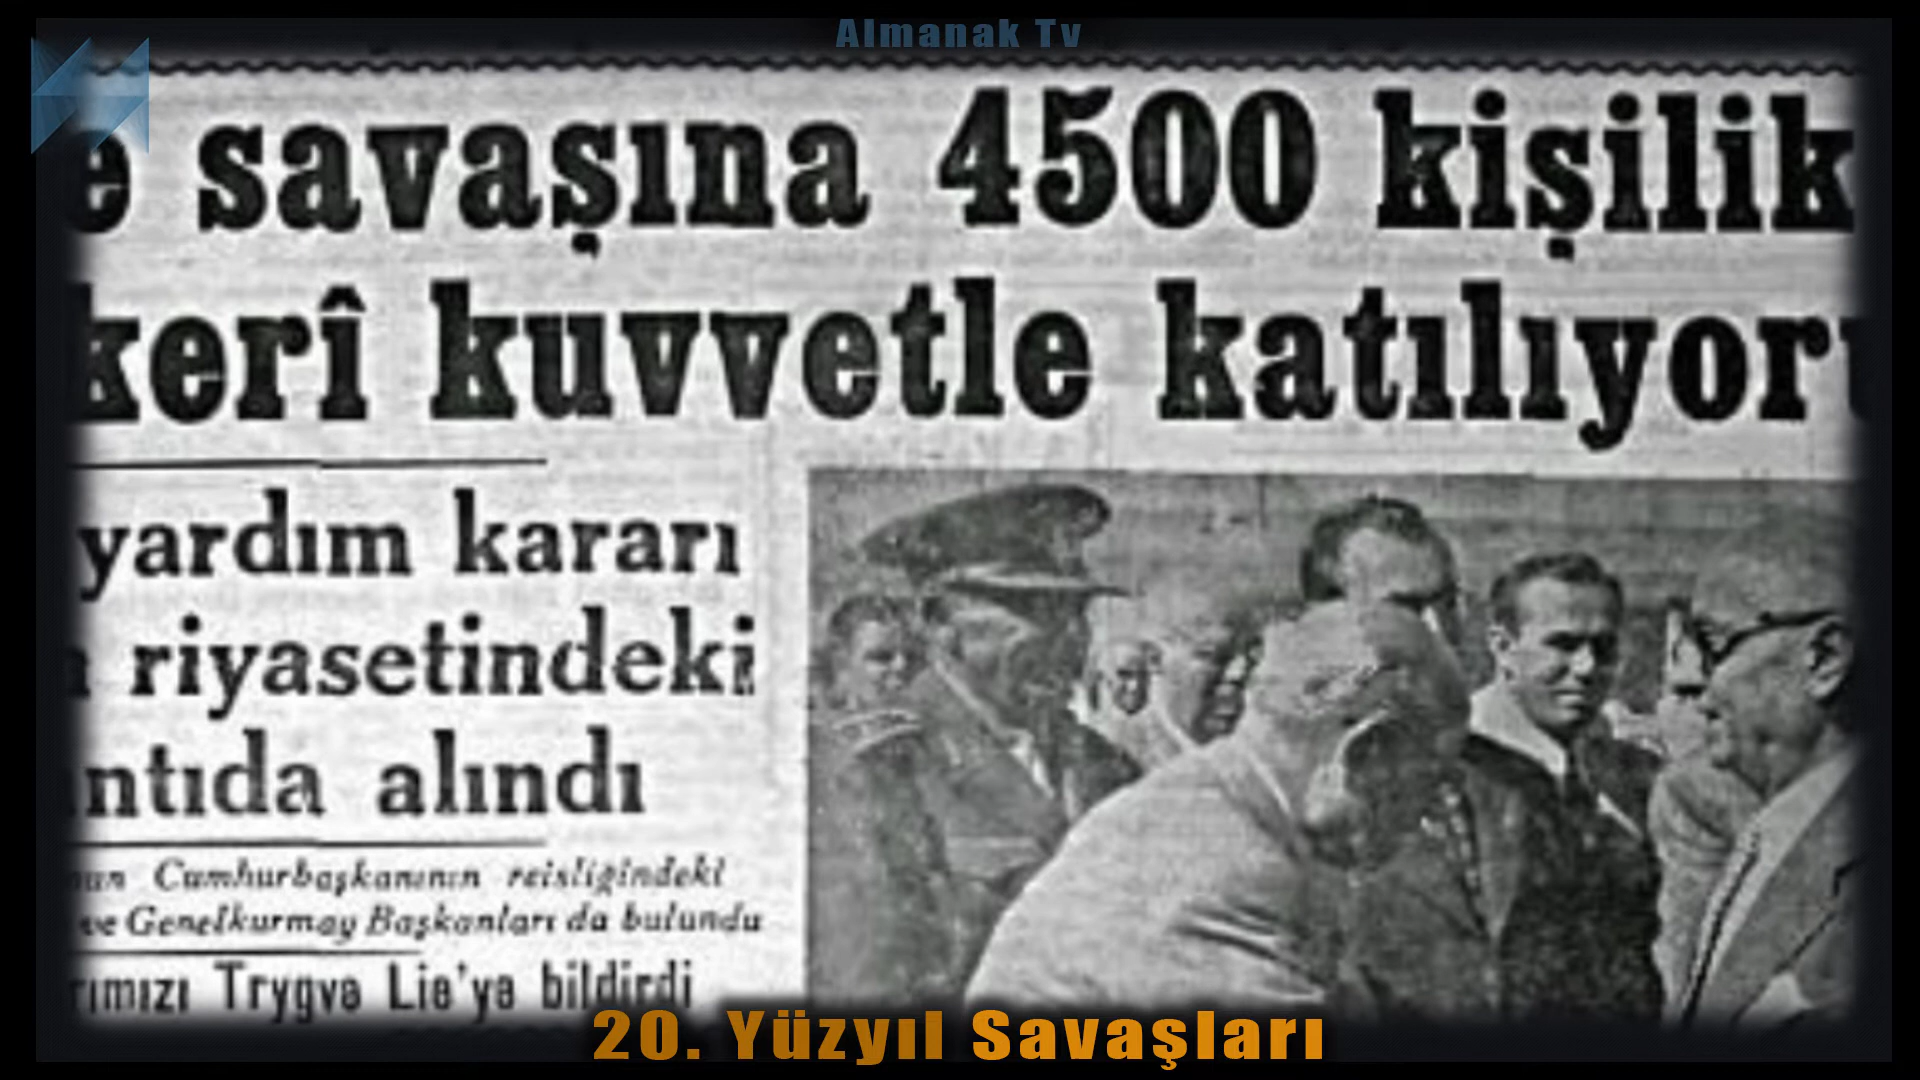 Almanak Tv
e savaşına 4500 kişilik
kerî kuvvetle katılıyoru
yardım kararı
riyasetindeki
ntıda alındı
Cumhurbaşkanının reisliğindeki
ve Genelkurmay Başkanları da bulundu
rımızı Trygve Lie'ye bildirdi
20. Yüzyıl Savaşları